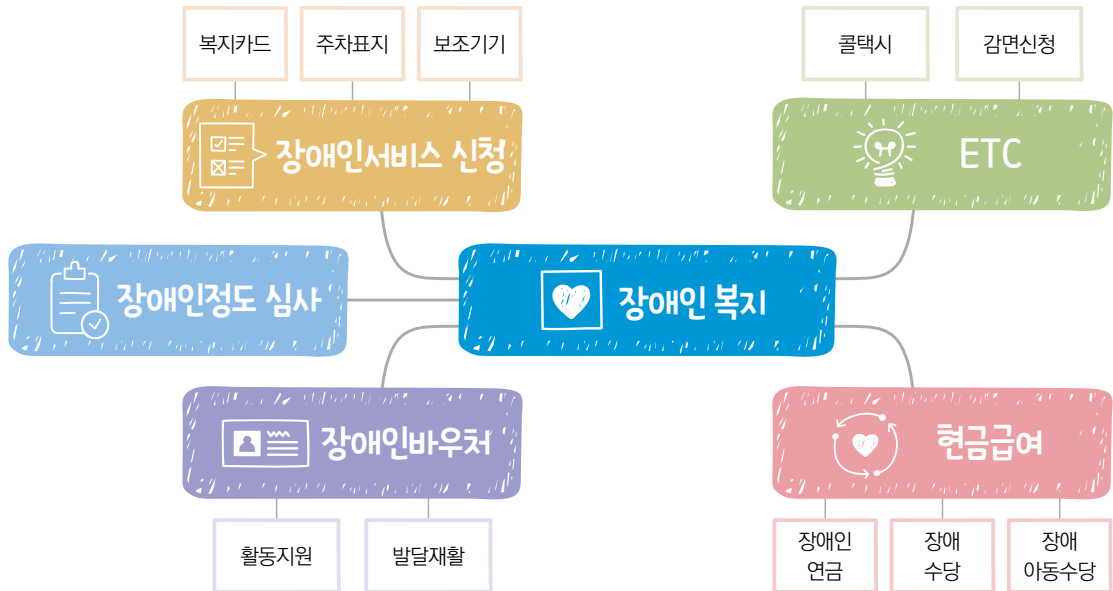 복지카드
주차표지
보조기기
콜택시
감면신청
장애인서비스 신청
ETC
장애인정도 심사
장애인 복지
장애인바우처
현금급여
활동지원
발달재활
장애인
연금
장애
수당
장애
아동수당